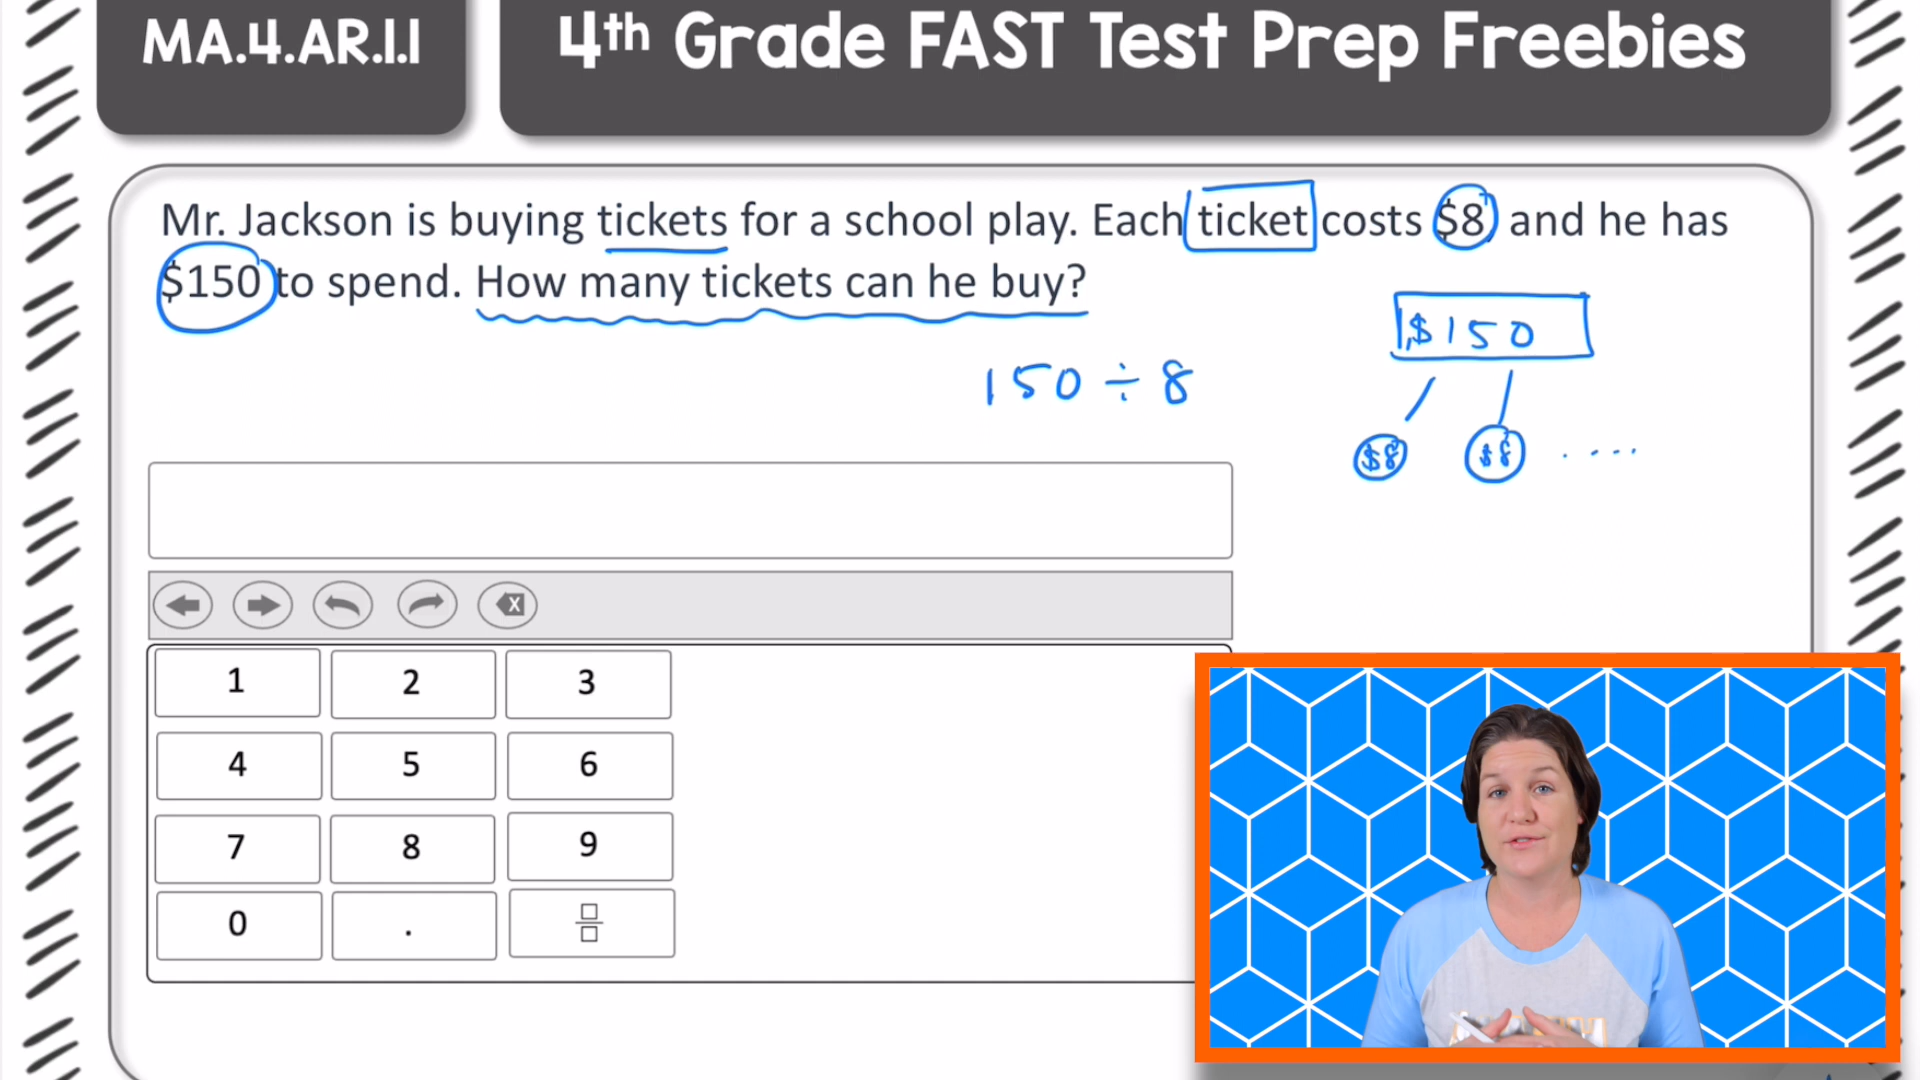 MA.4.AR.1.1
4th Grade FAST Test Prep Freebies
Mr. Jackson is buying tickets for a school play. Each ticket costs $8, and he has
$150 to spend. How many tickets can he buy?
$150
150 ÷ 8
$8 $8 .....
1 2 3
4 5 6
7 8 9
0 .